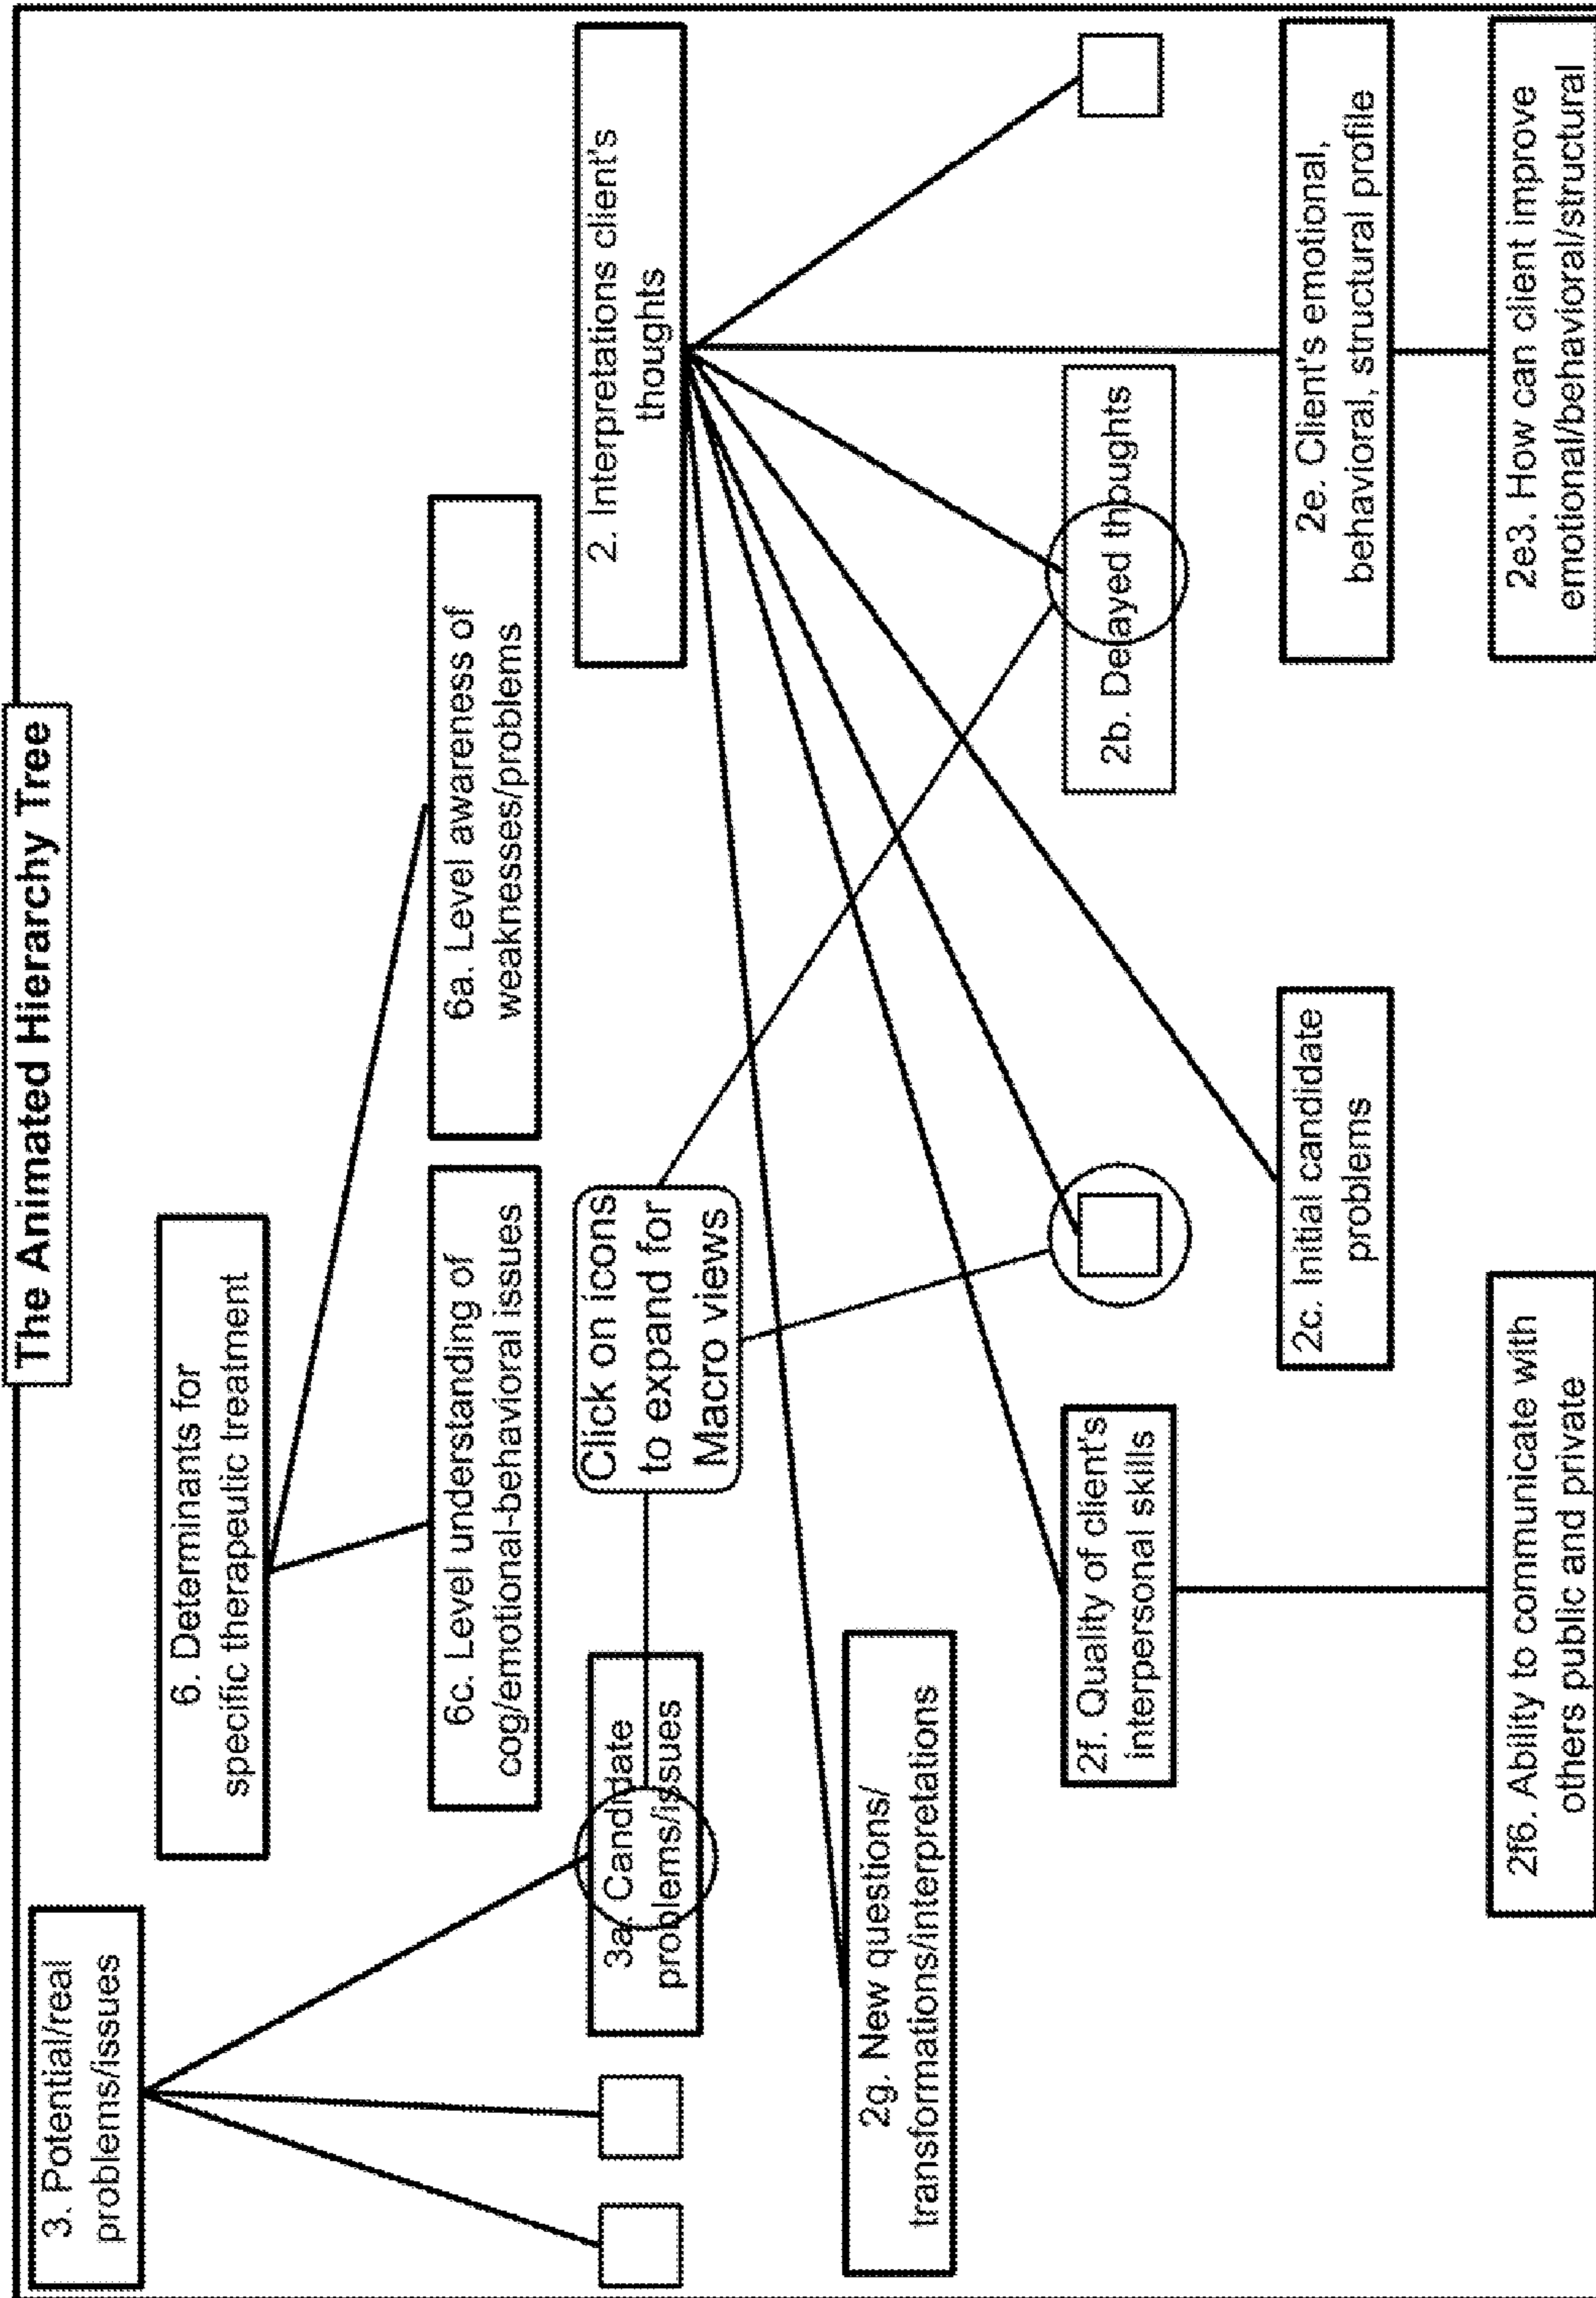 The Animated Hierarchy Tree
3. Potential/real
problems/issues
6. Determinants for
specific therapeutic treatment
6c. Level understanding of
cog/emotional-behavioral issues
6a. Level awareness of
weaknesses/problems
3a. Candidate
problems/issues
Click on icons
to expand for
Macro views
2. Interpretations client's
thoughts
2g. New questions/
transformations/interpretations
2f. Quality of client's
interpersonal skills
2b. Delayed thoughts
2c. Initial candidate
problems
2e. Client's emotional,
behavioral, structural profile
2f6. Ability to communicate with
others public and private
2e3. How can client improve
emotional/behavioral/structural